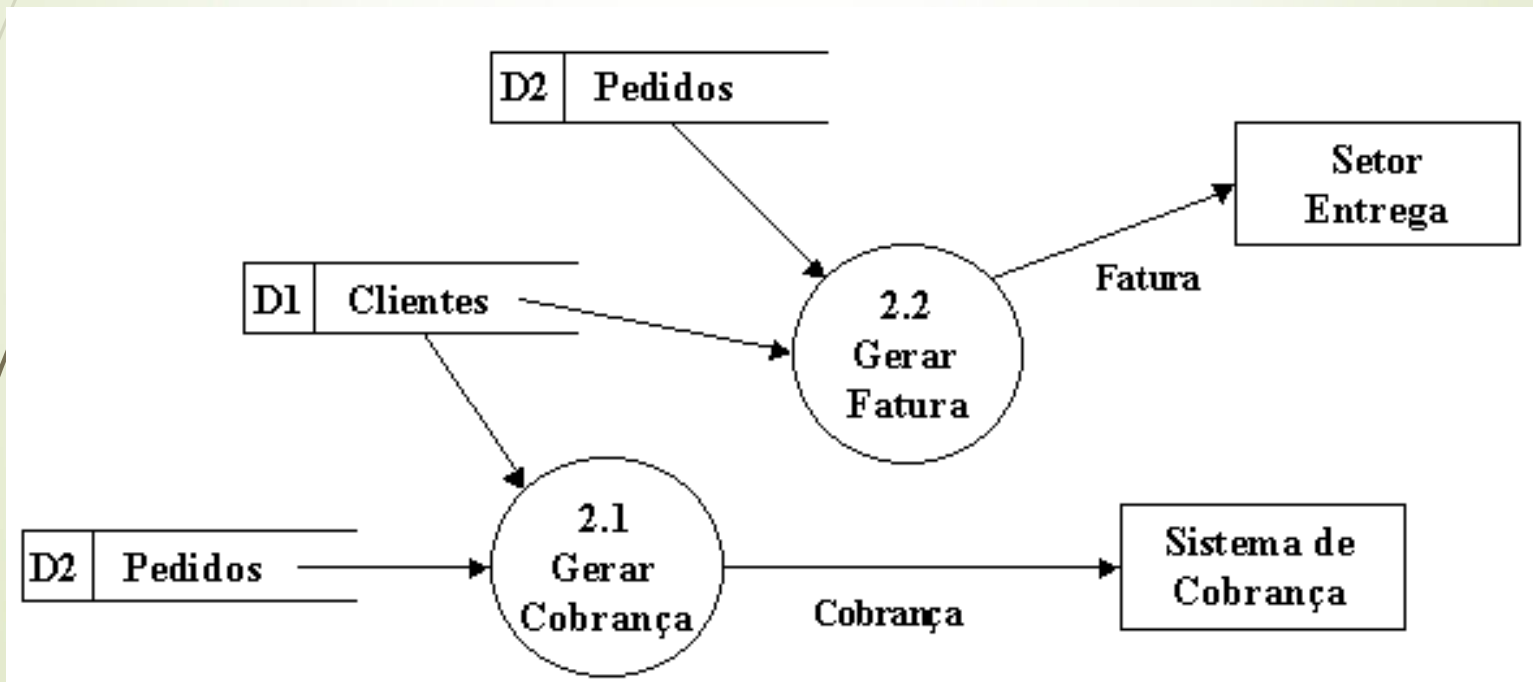 D2 Pedidos
Setor
Entrega
Fatura
D1 Clientes
2.2
Gerar
Fatura
2.1
Gerar
Cobrança
D2 Pedidos
Cobrança
Sistema de
Cobrança